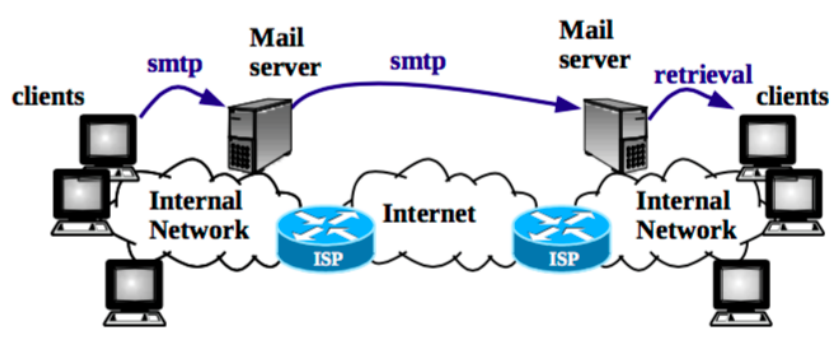 clients
smtp
Mail
server
smtp
Mail
server
retrieval
clients
Internal
Network
ISP
Internet
ISP
Internal
Network